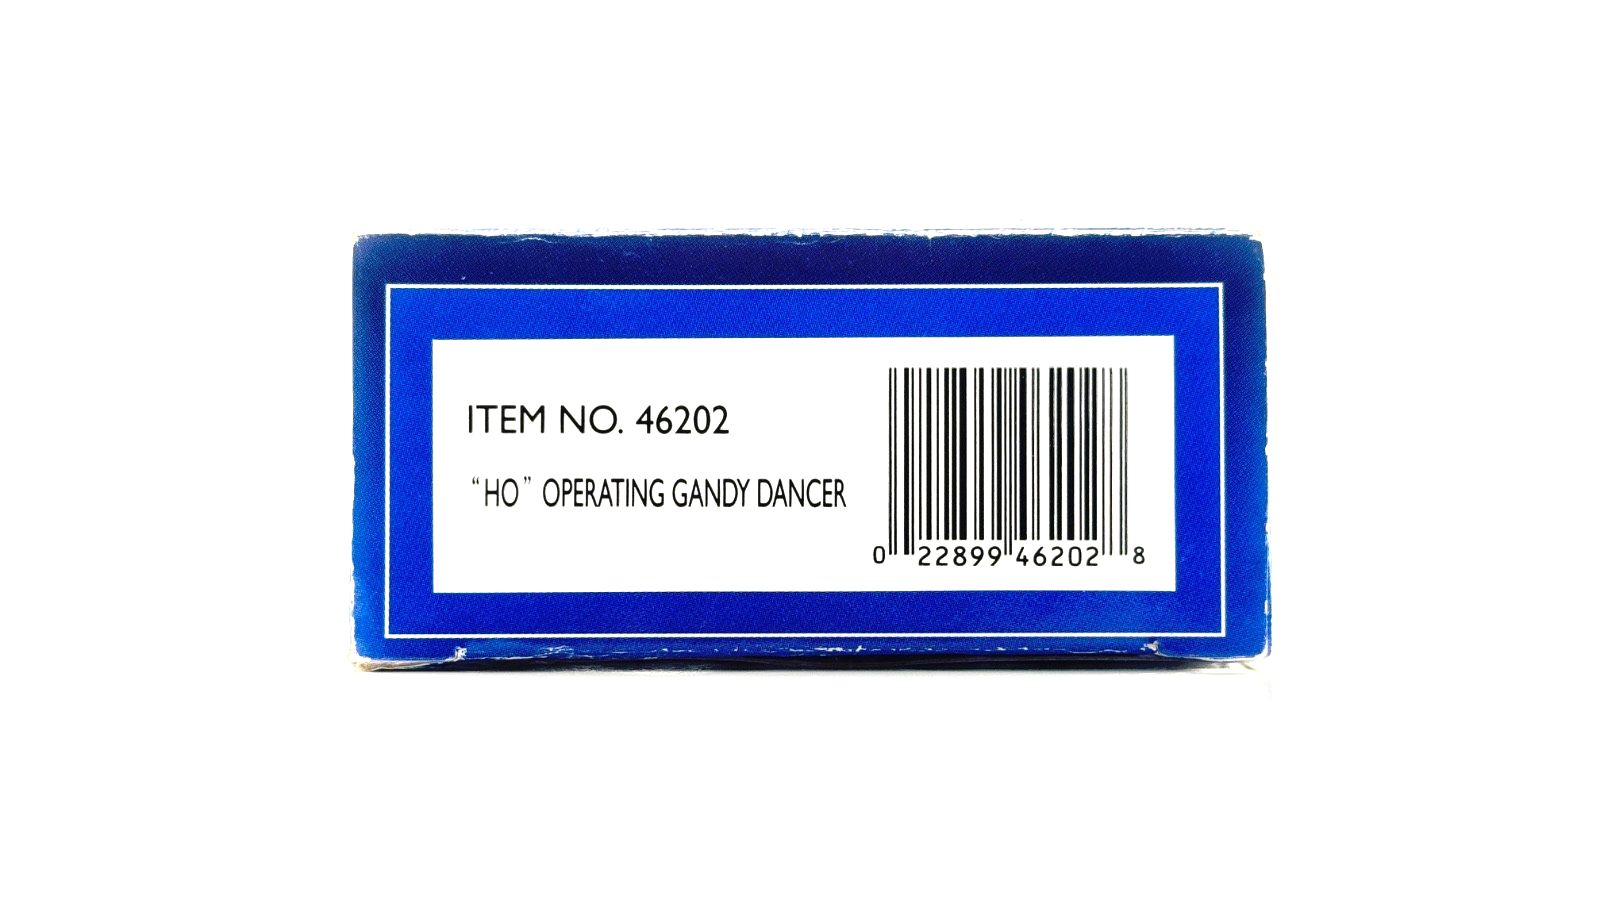 ITEM NO. 46202
“HO” OPERATING GANDY DANCER
0 22899 46202 8